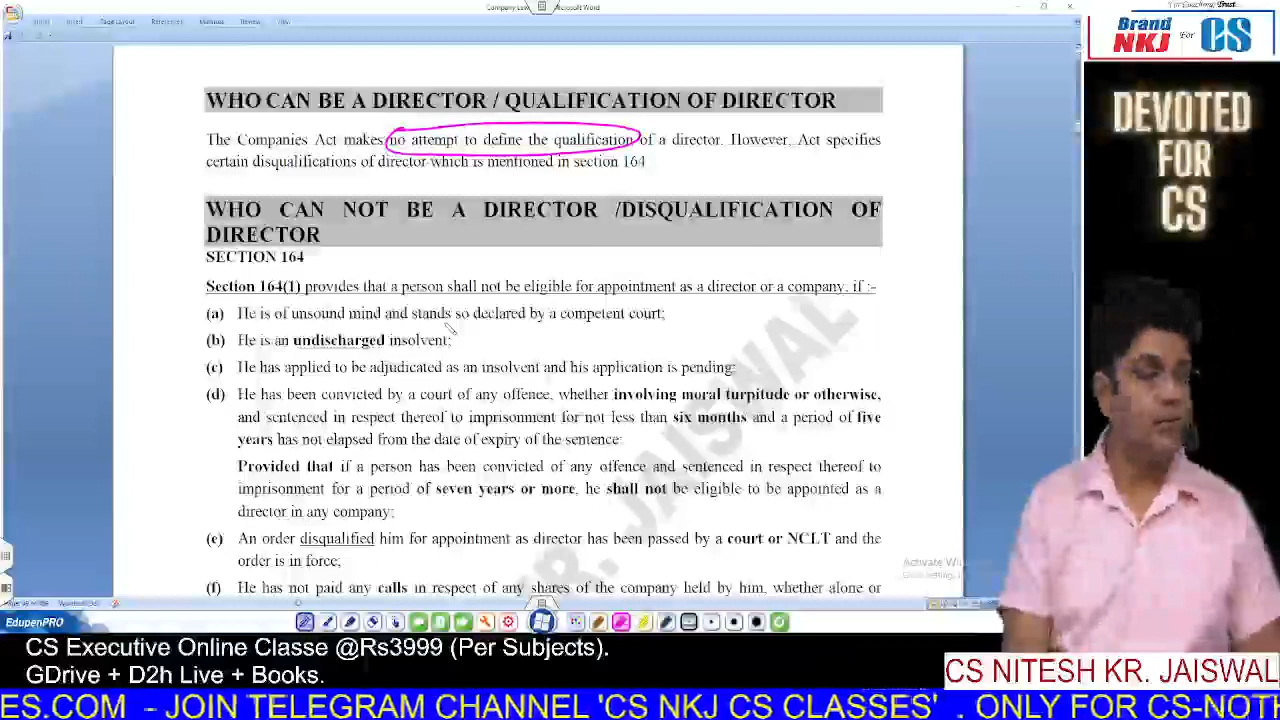 Microsoft Word
Page Layout
References
Review
View
Brand
NKJ
For
CS
WHO CAN BE A DIRECTOR / QUALIFICATION OF DIRECTOR
The Companies Act makes no attempt to define the qualification of a director. However, Act specifies
certain disqualifications of director which is mentioned in section 164
WHO CAN NOT BE A DIRECTOR /DISQUALIFICATION OF
DIRECTOR
SECTION 164
Section 164(1) provides that a person shall not be eligible for appointment as a director or a company, if :-
(a) He is of unsound mind and stands so declared by a competent court;
(b) He is an undischarged insolvent;
(c) He has applied to be adjudicated as an insolvent and his application is pending;
(d) He has been convicted by a court of any offence, whether involving moral turpitude or otherwise,
and sentenced in respect thereof to imprisonment for not less than six months and a period of five
years has not elapsed from the date of expiry of the sentence:
Provided that if a person has been convicted of any offence and sentenced in respect thereof to
imprisonment for a period of seven years or more, he shall not be eligible to be appointed as a
director in any company;
(e) An order disqualified him for appointment as director has been passed by a court or NCLT and the
order is in force;
(f) He has not paid any calls in respect of any shares of the company held by him, whether alone or
KR. JAISWAL
DEVOTED
FOR
CS
EdupenPRO
CS Executive Online Classe @Rs3999 (Per Subjects).
GDrive + D2h Live + Books.
CS NITESH KR. JAISWAL
ES.COM - JOIN TELEGRAM CHANNEL 'CS NKJ CS CLASSES' . ONLY FOR CS-NOTH